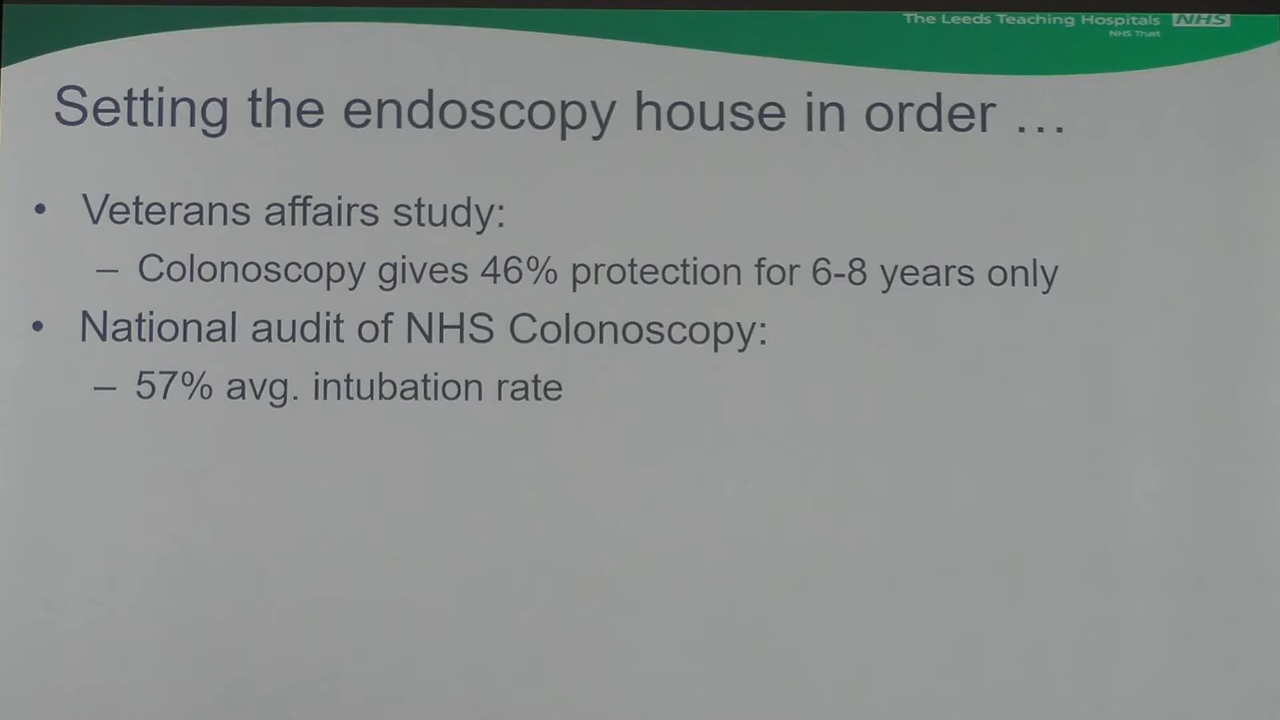 The Leeds Teaching Hospitals NHS
NHS Trust
Setting the endoscopy house in order …
• Veterans affairs study:
– Colonoscopy gives 46% protection for 6-8 years only
• National audit of NHS Colonoscopy:
– 57% avg. intubation rate